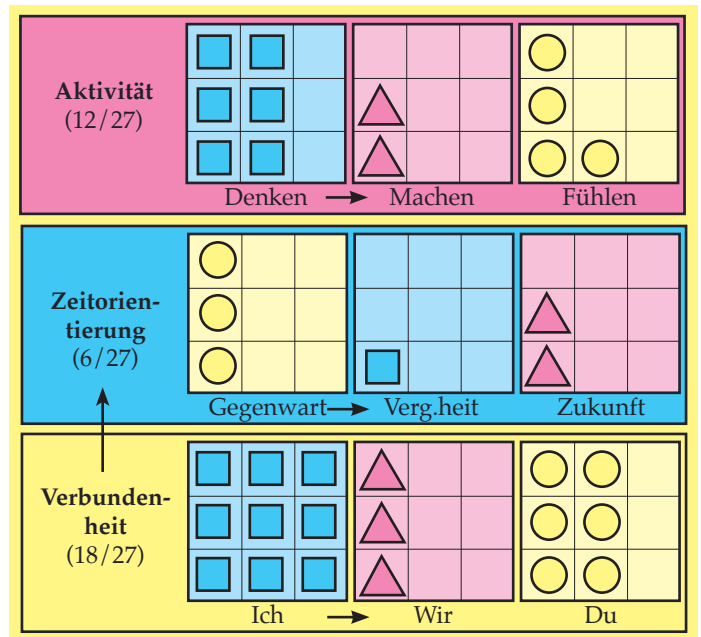 Aktivität
(12/27)
Denken → Machen Fühlen
Zeitorien-
tierung
(6/27)
Gegenwart → Verg.heit Zukunft
Verbunden-
heit
(18/27)
Ich → Wir Du